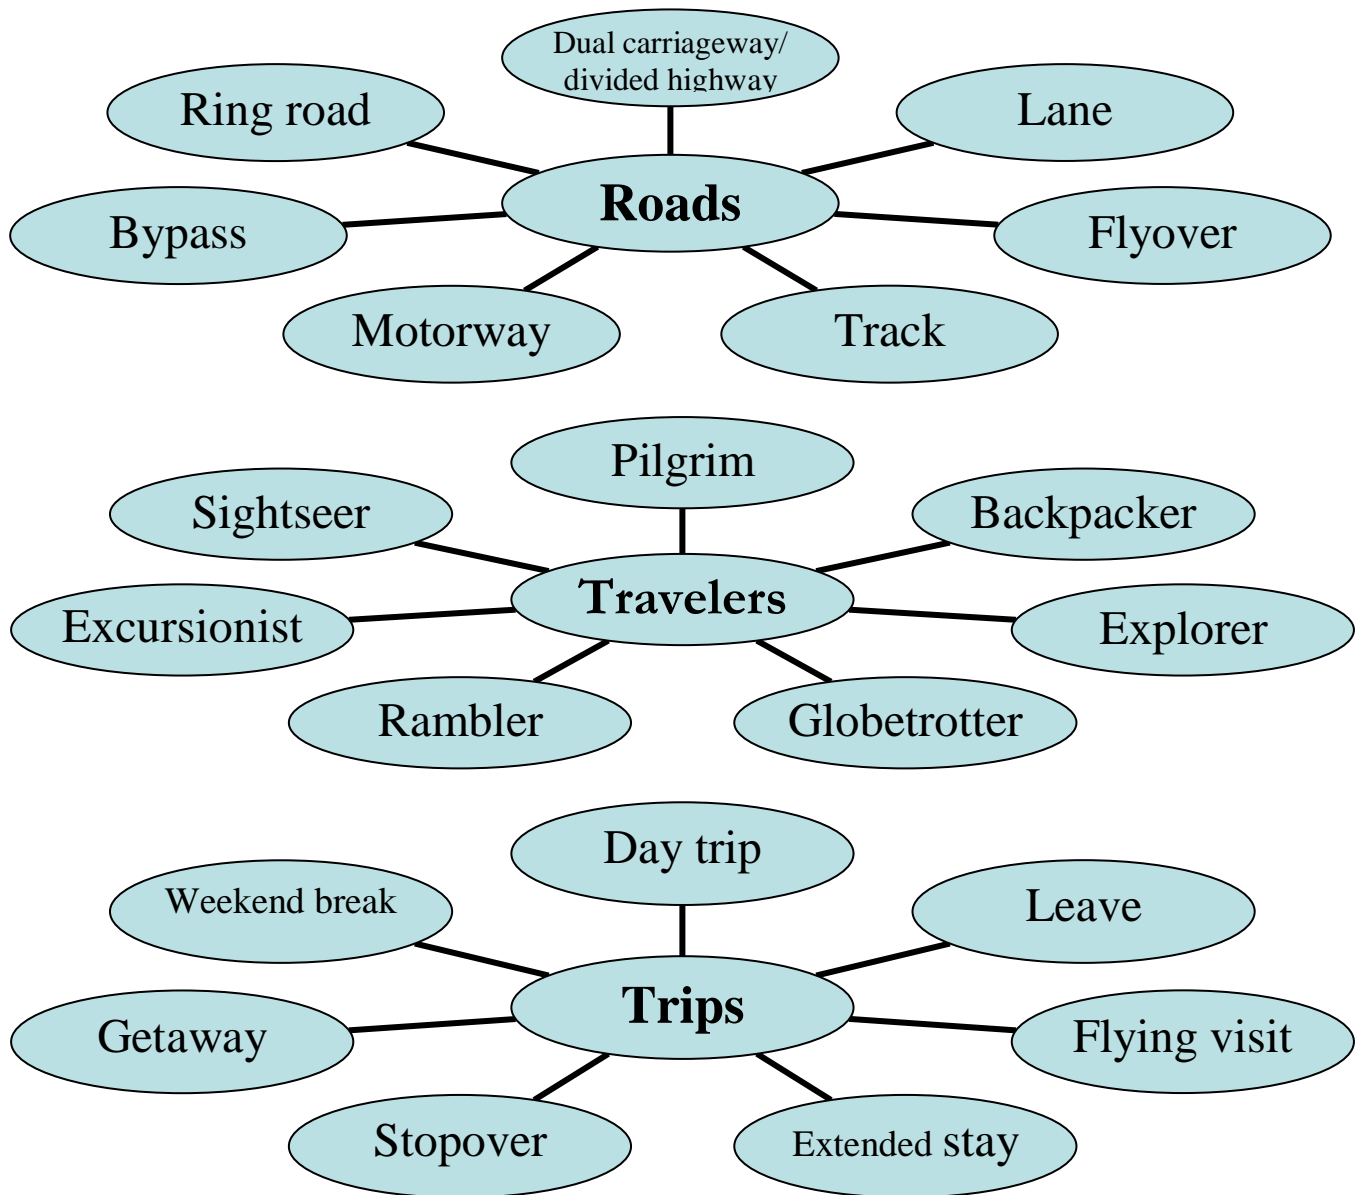 Dual carriageway/
divided highway
Ring road
Lane
Roads
Bypass
Flyover
Motorway
Track
Pilgrim
Sightseer
Backpacker
Travelers
Excursionist
Explorer
Rambler
Globetrotter
Day trip
Weekend break
Leave
Trips
Getaway
Flying visit
Stopover
Extended stay